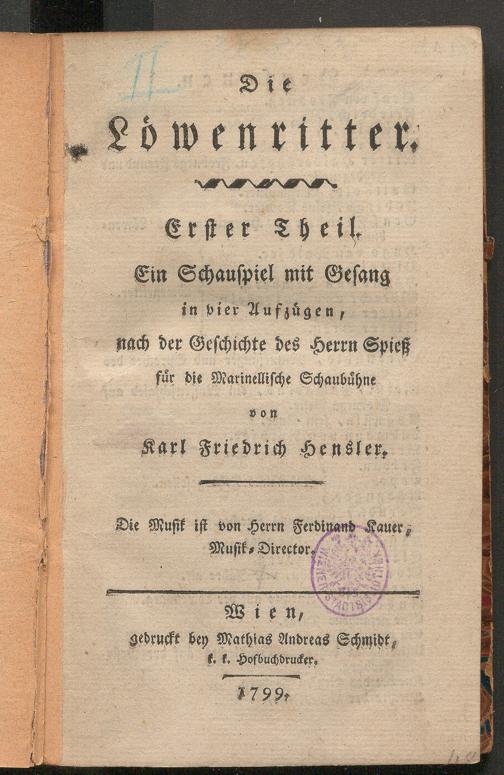 II
Die
Löwenritter.
Erster Theil.
Ein Schauspiel mit Gesang
in vier Aufzügen,
nach der Geschichte des Herrn Spieß
für die Marinellische Schaubühne
von
Karl Friedrich Hensler.
Die Musik ist von Herrn Ferdinand Kauer,
Musik-Director.
Wien,
gedruckt bey Mathias Andreas Schmidt,
k. k. Hofbuchdrucker.
1799.